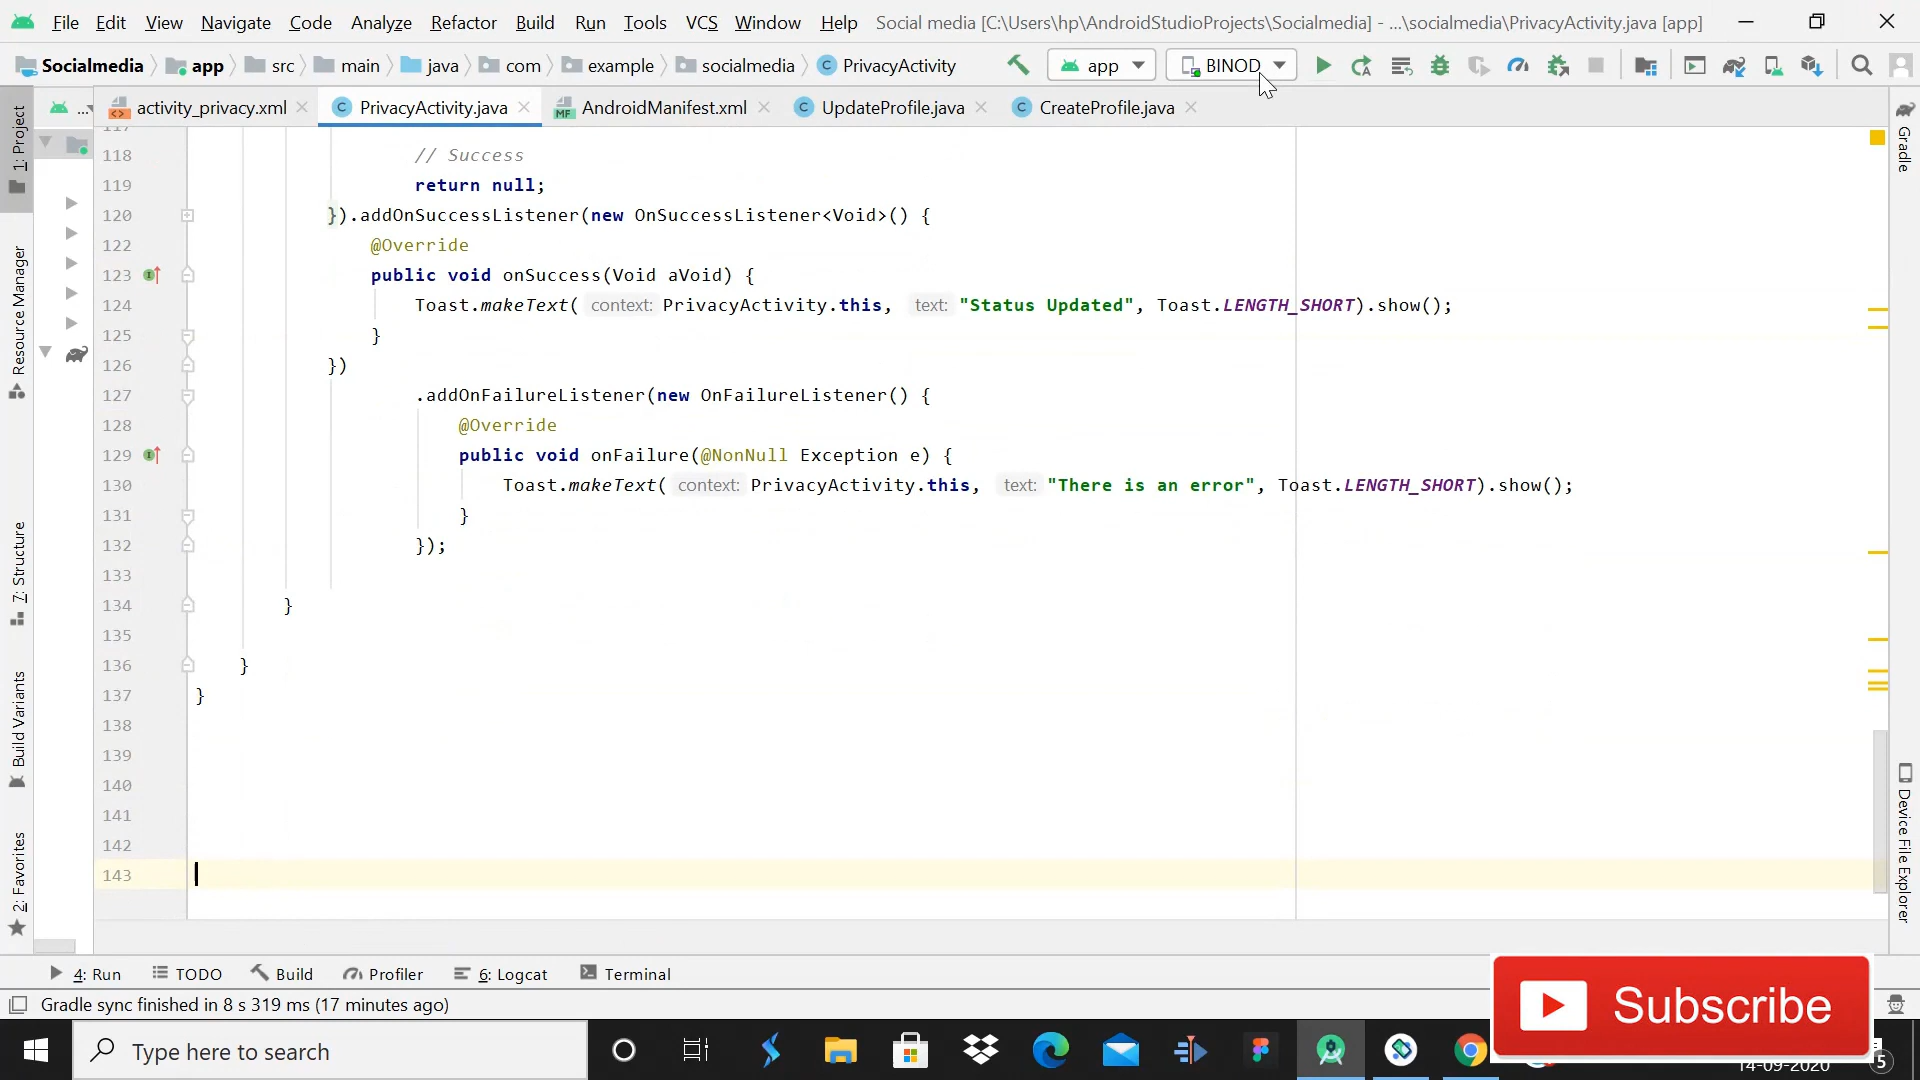 File Edit View Navigate Code Analyze Refactor Build Run Tools VCS Window Help Social media [C:\Users\hp\AndroidStudioProjects\Socialmedia] - ...\socialmedia\PrivacyActivity.java [app]
Socialmedia app src main java com example socialmedia PrivacyActivity app BINOD
... activity_privacy.xml PrivacyActivity.java AndroidManifest.xml UpdateProfile.java CreateProfile.java
118 // Success
119 return null;
120 }).addOnSuccessListener(new OnSuccessListener<Void>() {
122 @Override
123 public void onSuccess(Void aVoid) {
124 Toast.makeText( context: PrivacyActivity.this, text: "Status Updated", Toast.LENGTH_SHORT).show();
125 }
126 })
127 .addOnFailureListener(new OnFailureListener() {
128 @Override
129 public void onFailure(@NonNull Exception e) {
130 Toast.makeText( context: PrivacyActivity.this, text: "There is an error", Toast.LENGTH_SHORT).show();
131 }
132 });
133
134 }
135
136 }
137 }
138
139
140
141
142
143
1: Project
Resource Manager
7: Structure
Build Variants
2: Favorites
Gradle
Device File Explorer
4: Run TODO Build Profiler 6: Logcat Terminal
Gradle sync finished in 8 s 319 ms (17 minutes ago)
Subscribe
Type here to search
14-09-2020
5